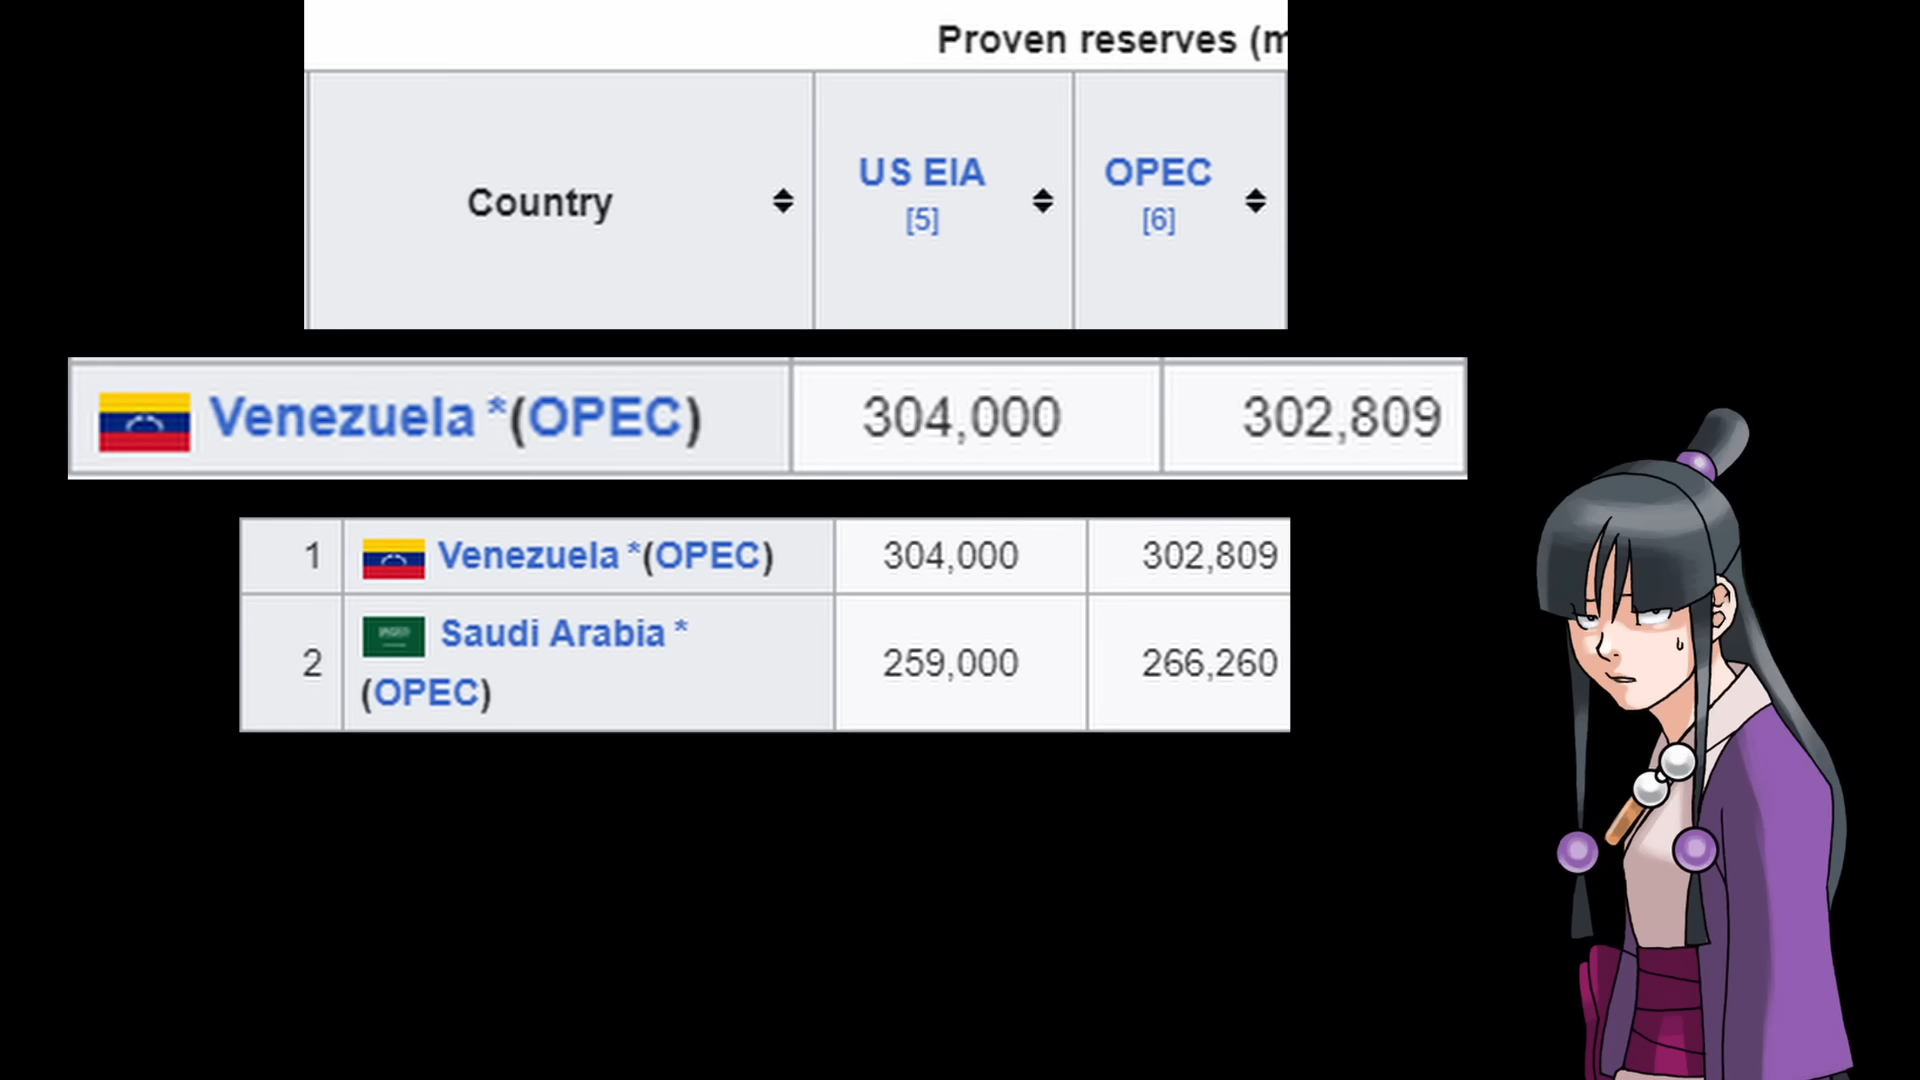 Proven reserves (m
Country US EIA [5] OPEC [6]
Venezuela *(OPEC) 304,000 302,809
1 Venezuela *(OPEC) 304,000 302,809
2 Saudi Arabia * (OPEC) 259,000 266,260